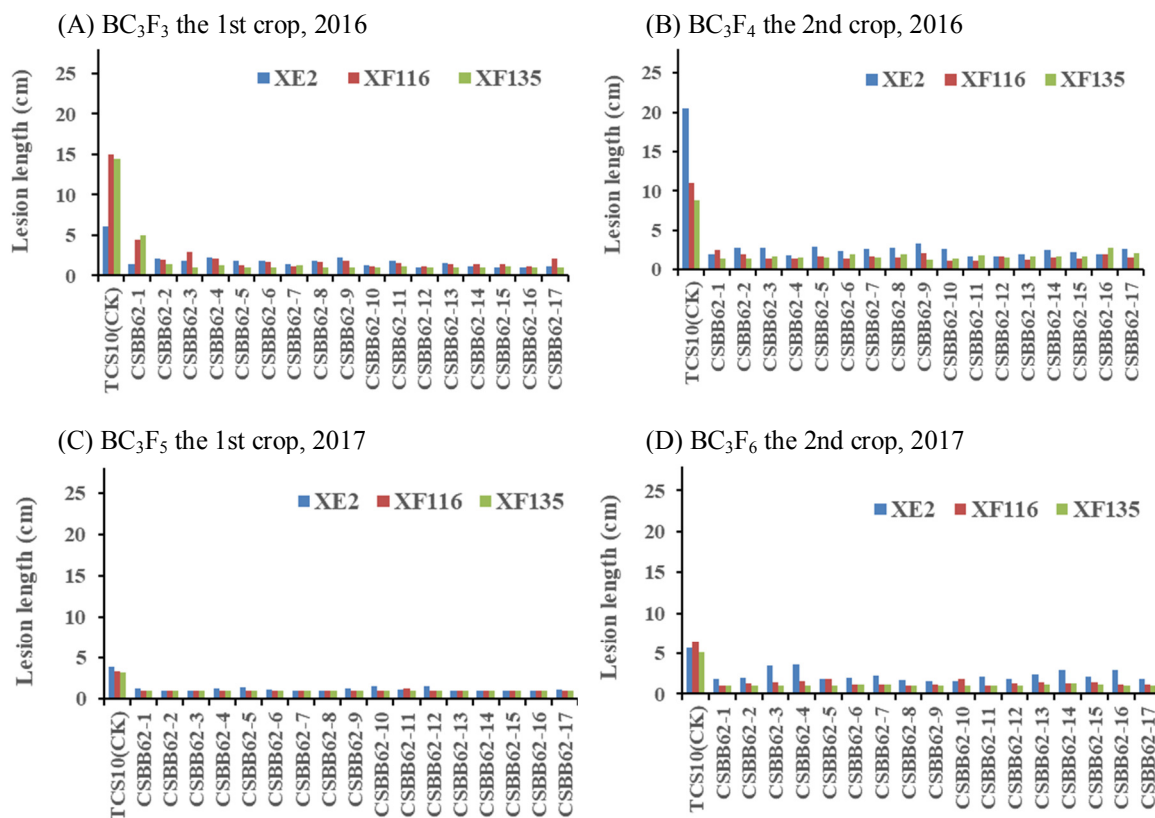 (A) BC₃F₃ the 1st crop, 2016
XE2 XF116 XF135
Lesion length (cm)
25
20
15
10
5
0
TCS10(CK)
CSBB62-1
CSBB62-2
CSBB62-3
CSBB62-4
CSBB62-5
CSBB62-6
CSBB62-7
CSBB62-8
CSBB62-9
CSBB62-10
CSBB62-11
CSBB62-12
CSBB62-13
CSBB62-14
CSBB62-15
CSBB62-16
CSBB62-17
(B) BC₃F₄ the 2nd crop, 2016
XE2 XF116 XF135
Lesion length (cm)
25
20
15
10
5
0
TCS10(CK)
CSBB62-1
CSBB62-2
CSBB62-3
CSBB62-4
CSBB62-5
CSBB62-6
CSBB62-7
CSBB62-8
CSBB62-9
CSBB62-10
CSBB62-11
CSBB62-12
CSBB62-13
CSBB62-14
CSBB62-15
CSBB62-16
CSBB62-17
(C) BC₃F₅ the 1st crop, 2017
XE2 XF116 XF135
Lesion length (cm)
25
20
15
10
5
0
TCS10(CK)
CSBB62-1
CSBB62-2
CSBB62-3
CSBB62-4
CSBB62-5
CSBB62-6
CSBB62-7
CSBB62-8
CSBB62-9
CSBB62-10
CSBB62-11
CSBB62-12
CSBB62-13
CSBB62-14
CSBB62-15
CSBB62-16
CSBB62-17
(D) BC₃F₆ the 2nd crop, 2017
XE2 XF116 XF135
Lesion length (cm)
25
20
15
10
5
0
TCS10(CK)
CSBB62-1
CSBB62-2
CSBB62-3
CSBB62-4
CSBB62-5
CSBB62-6
CSBB62-7
CSBB62-8
CSBB62-9
CSBB62-10
CSBB62-11
CSBB62-12
CSBB62-13
CSBB62-14
CSBB62-15
CSBB62-16
CSBB62-17